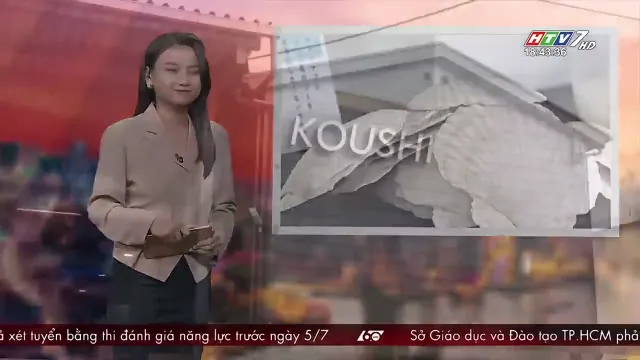 HTV7 HD
18:43:36
KOUSHI
ả xét tuyển bằng thi đánh giá năng lực trước ngày 5/7
60 Sở Giáo dục và Đào tạo TP.HCM phả